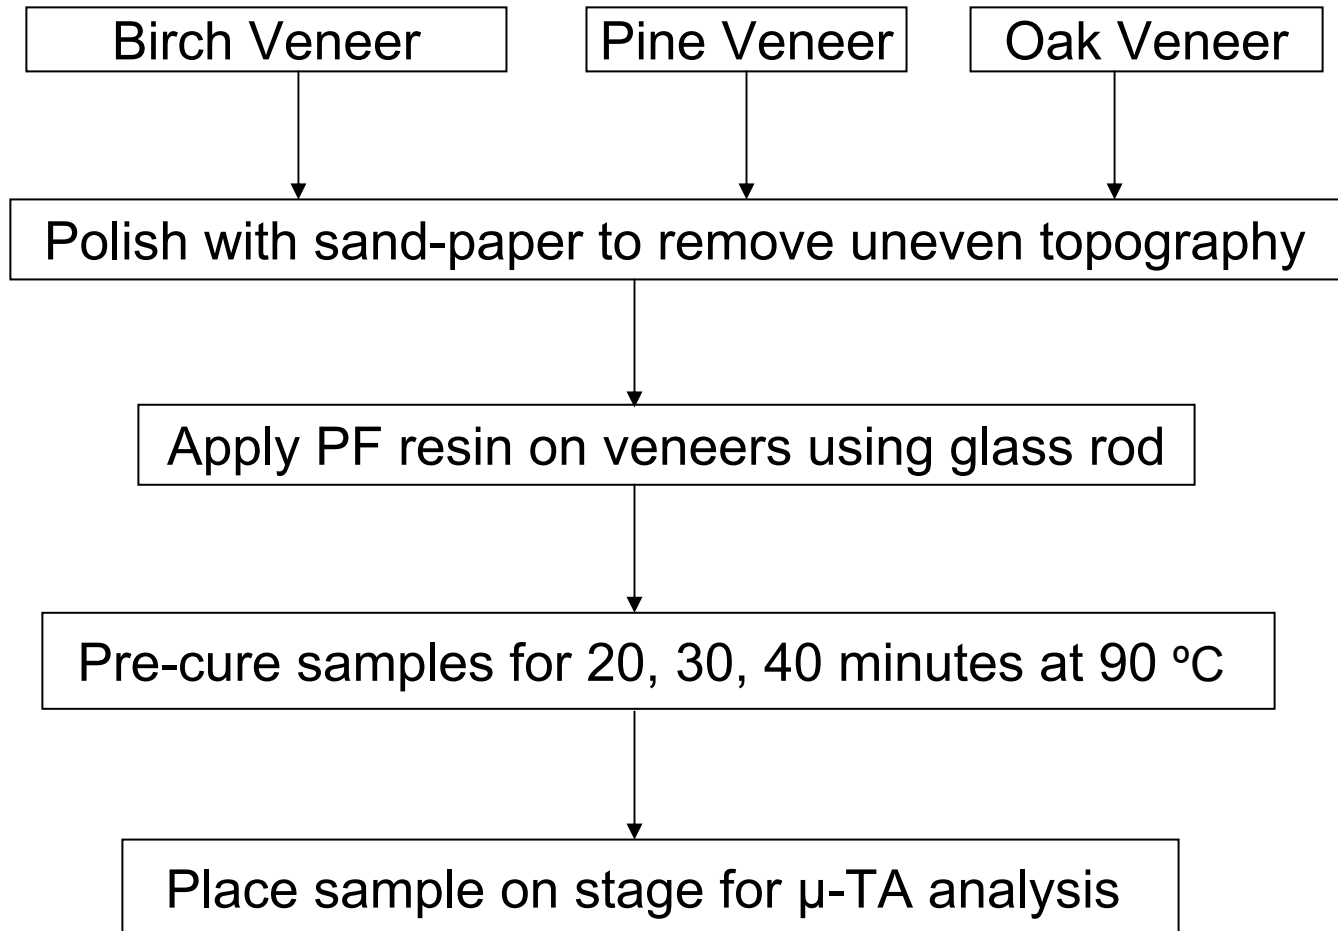 Birch Veneer
Pine Veneer
Oak Veneer
Polish with sand-paper to remove uneven topography
Apply PF resin on veneers using glass rod
Pre-cure samples for 20, 30, 40 minutes at 90 ºC
Place sample on stage for µ-TA analysis